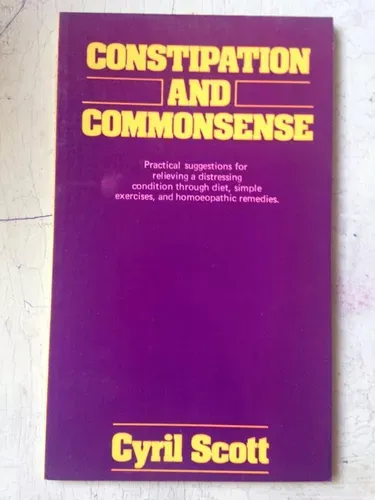 CONSTIPATION
AND
COMMONSENSE
Practical suggestions for
relieving a distressing
condition through diet, simple
exercises, and homoeopathic remedies.
Cyril Scott